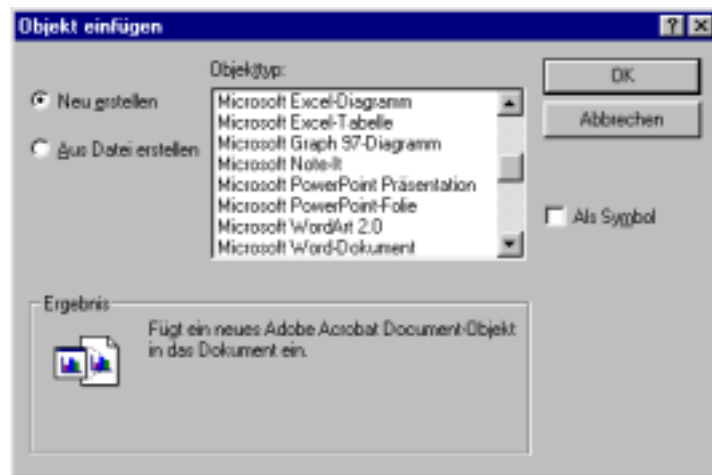 Objekt einfügen
Objekttyp:
Neu erstellen
Aus Datei erstellen
Microsoft Excel-Diagramm
Microsoft Excel-Tabelle
Microsoft Graph 97-Diagramm
Microsoft Note-It
Microsoft PowerPoint Präsentation
Microsoft PowerPoint-Folie
Microsoft WordArt 2.0
Microsoft Word-Dokument
OK
Abbrechen
Als Symbol
Ergebnis
Fügt ein neues Adobe Acrobat Document-Objekt
in das Dokument ein.